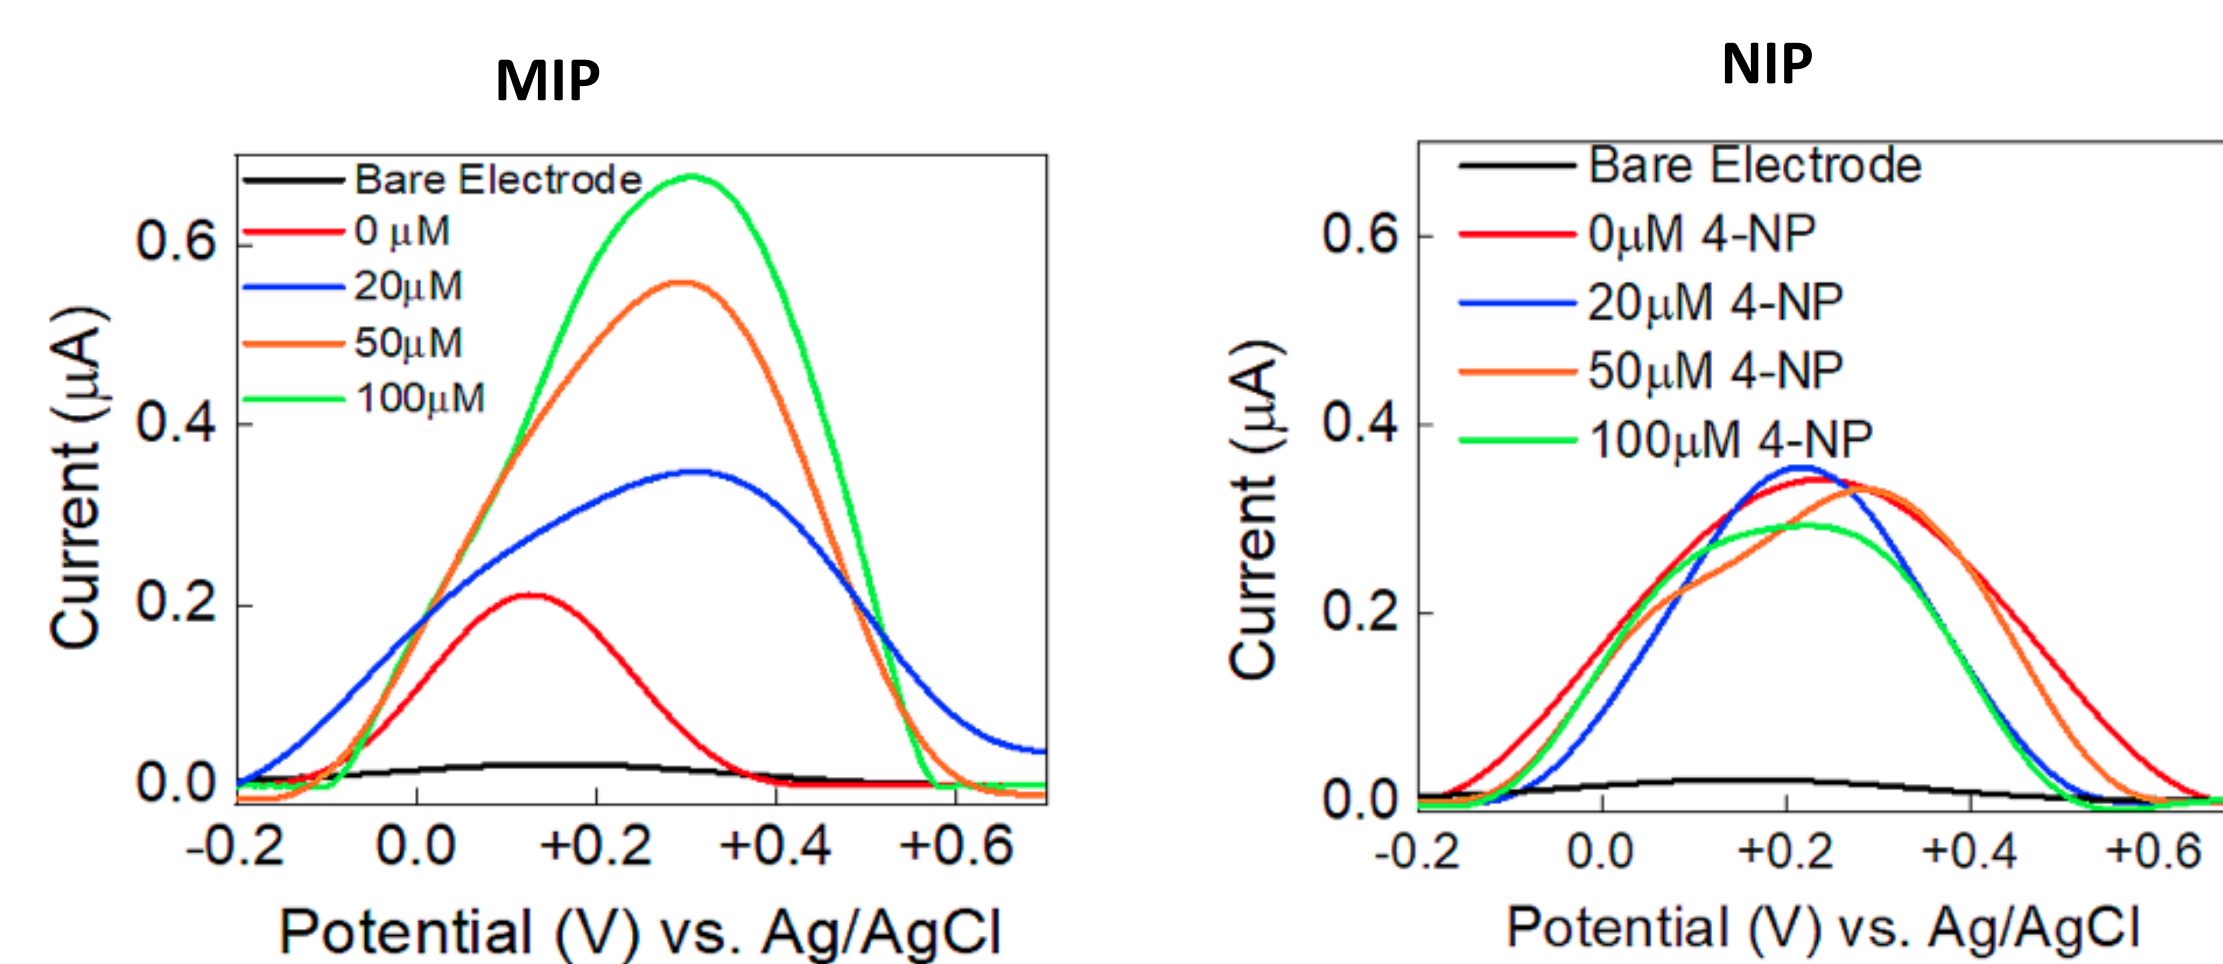 MIP
Bare Electrode
0 μM
20μM
50μM
100μM
0.6
0.4
0.2
0.0
-0.2 0.0 +0.2 +0.4 +0.6
Current (μA)
Potential (V) vs. Ag/AgCl
NIP
Bare Electrode
0μM 4-NP
20μM 4-NP
50μM 4-NP
100μM 4-NP
0.6
0.4
0.2
0.0
-0.2 0.0 +0.2 +0.4 +0.6
Current (μA)
Potential (V) vs. Ag/AgCl